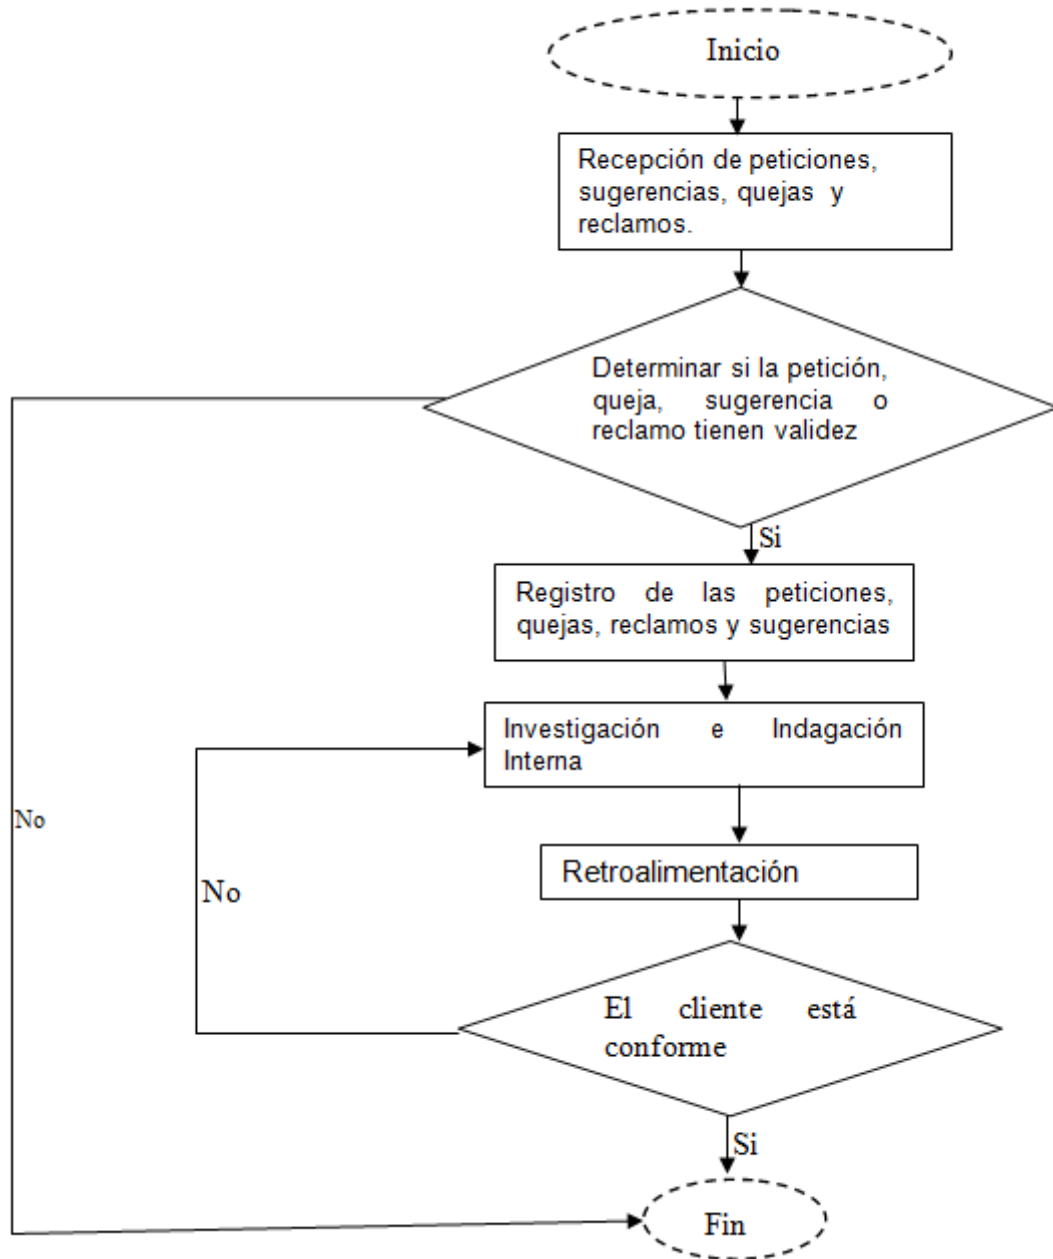 Inicio
Recepción de peticiones,
sugerencias, quejas y
reclamos.
Determinar si la petición,
queja, sugerencia o
reclamo tienen validez
Si
Registro de las peticiones,
quejas, reclamos y sugerencias
Investigación e Indagación
Interna
No
Retroalimentación
No
El cliente está
conforme
Si
Fin